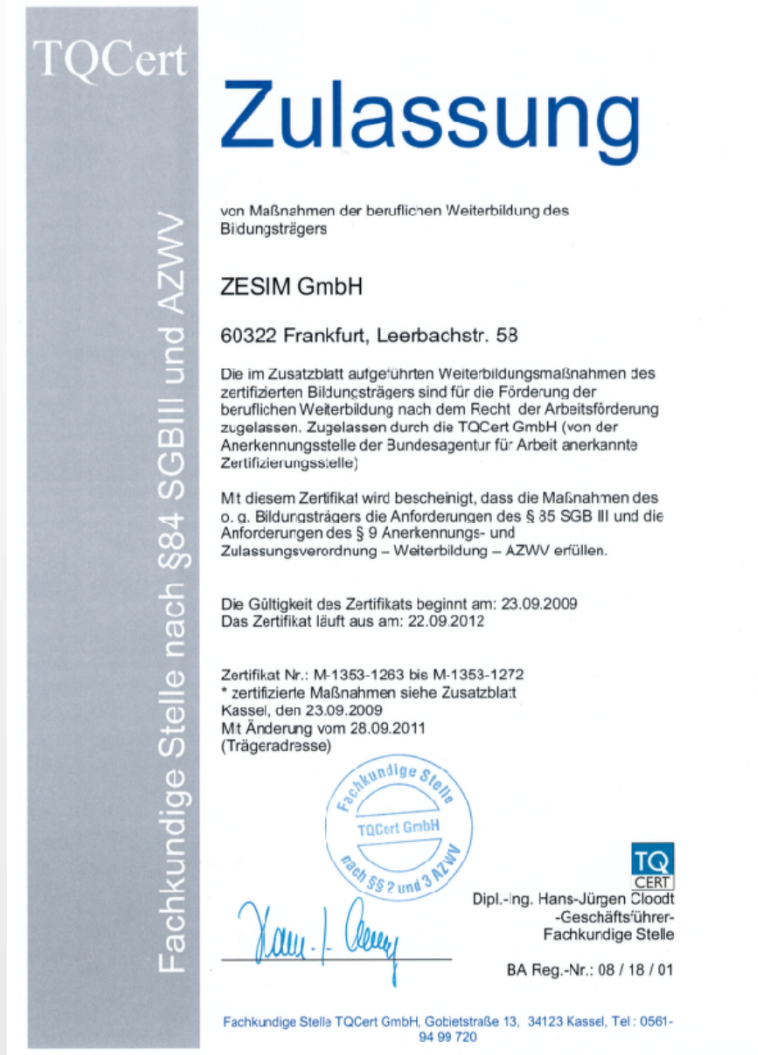 TQCert
Fachkundige Stelle nach §84 SGBIII und AZWV
Zulassung
von Maßnahmen der beruflichen Weiterbildung des
Bildungsträgers
ZESIM GmbH
60322 Frankfurt, Leerbachstr. 58
Die im Zusatzblatt aufgeführten Weiterbildungsmaßnahmen des
zertifizierten Bildungsträgers sind für die Förderung der
beruflichen Weiterbildung nach dem Recht der Arbeitsförderung
zugelassen. Zugelassen durch die TQCert GmbH (von der
Anerkennungsstelle der Bundesagentur für Arbeit anerkannte
Zertifizierungsstelle)
Mit diesem Zertifikat wird bescheinigt, dass die Maßnahmen des
o. g. Bildungsträgers die Anforderungen des § 85 SGB III und die
Anforderungen des § 9 Anerkennungs- und
Zulassungsverordnung – Weiterbildung – AZWV erfüllen.
Die Gültigkeit des Zertifikats beginnt am: 23.09.2009
Das Zertifikat läuft aus am: 22.09.2012
Zertifikat Nr.: M-1353-1263 bis M-1353-1272
* zertifizierte Maßnahmen siehe Zusatzblatt
Kassel, den 23.09.2009
Mit Änderung vom 28.09.2011
(Trägeradresse)
Fachkundige Stelle
TQCert GmbH
nach §§ 2 und 3 AZWV
TQ
CERT
Dipl.-Ing. Hans-Jürgen Cloodt
-Geschäftsführer-
Fachkundige Stelle
BA Reg.-Nr.: 08 / 18 / 01
Fachkundige Stelle TQCert GmbH, Gobietstraße 13, 34123 Kassel, Tel.: 0561-
94 99 720